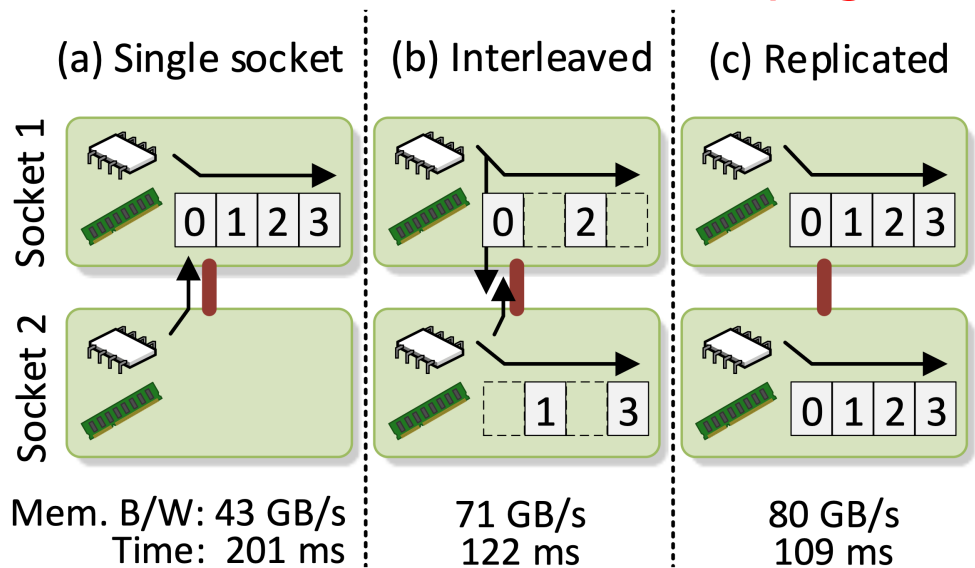 (a) Single socket
(b) Interleaved
(c) Replicated
Socket 1
0 1 2 3
0 2
0 1 2 3
Socket 2
1 3
0 1 2 3
Mem. B/W: 43 GB/s
Time: 201 ms
71 GB/s
122 ms
80 GB/s
109 ms